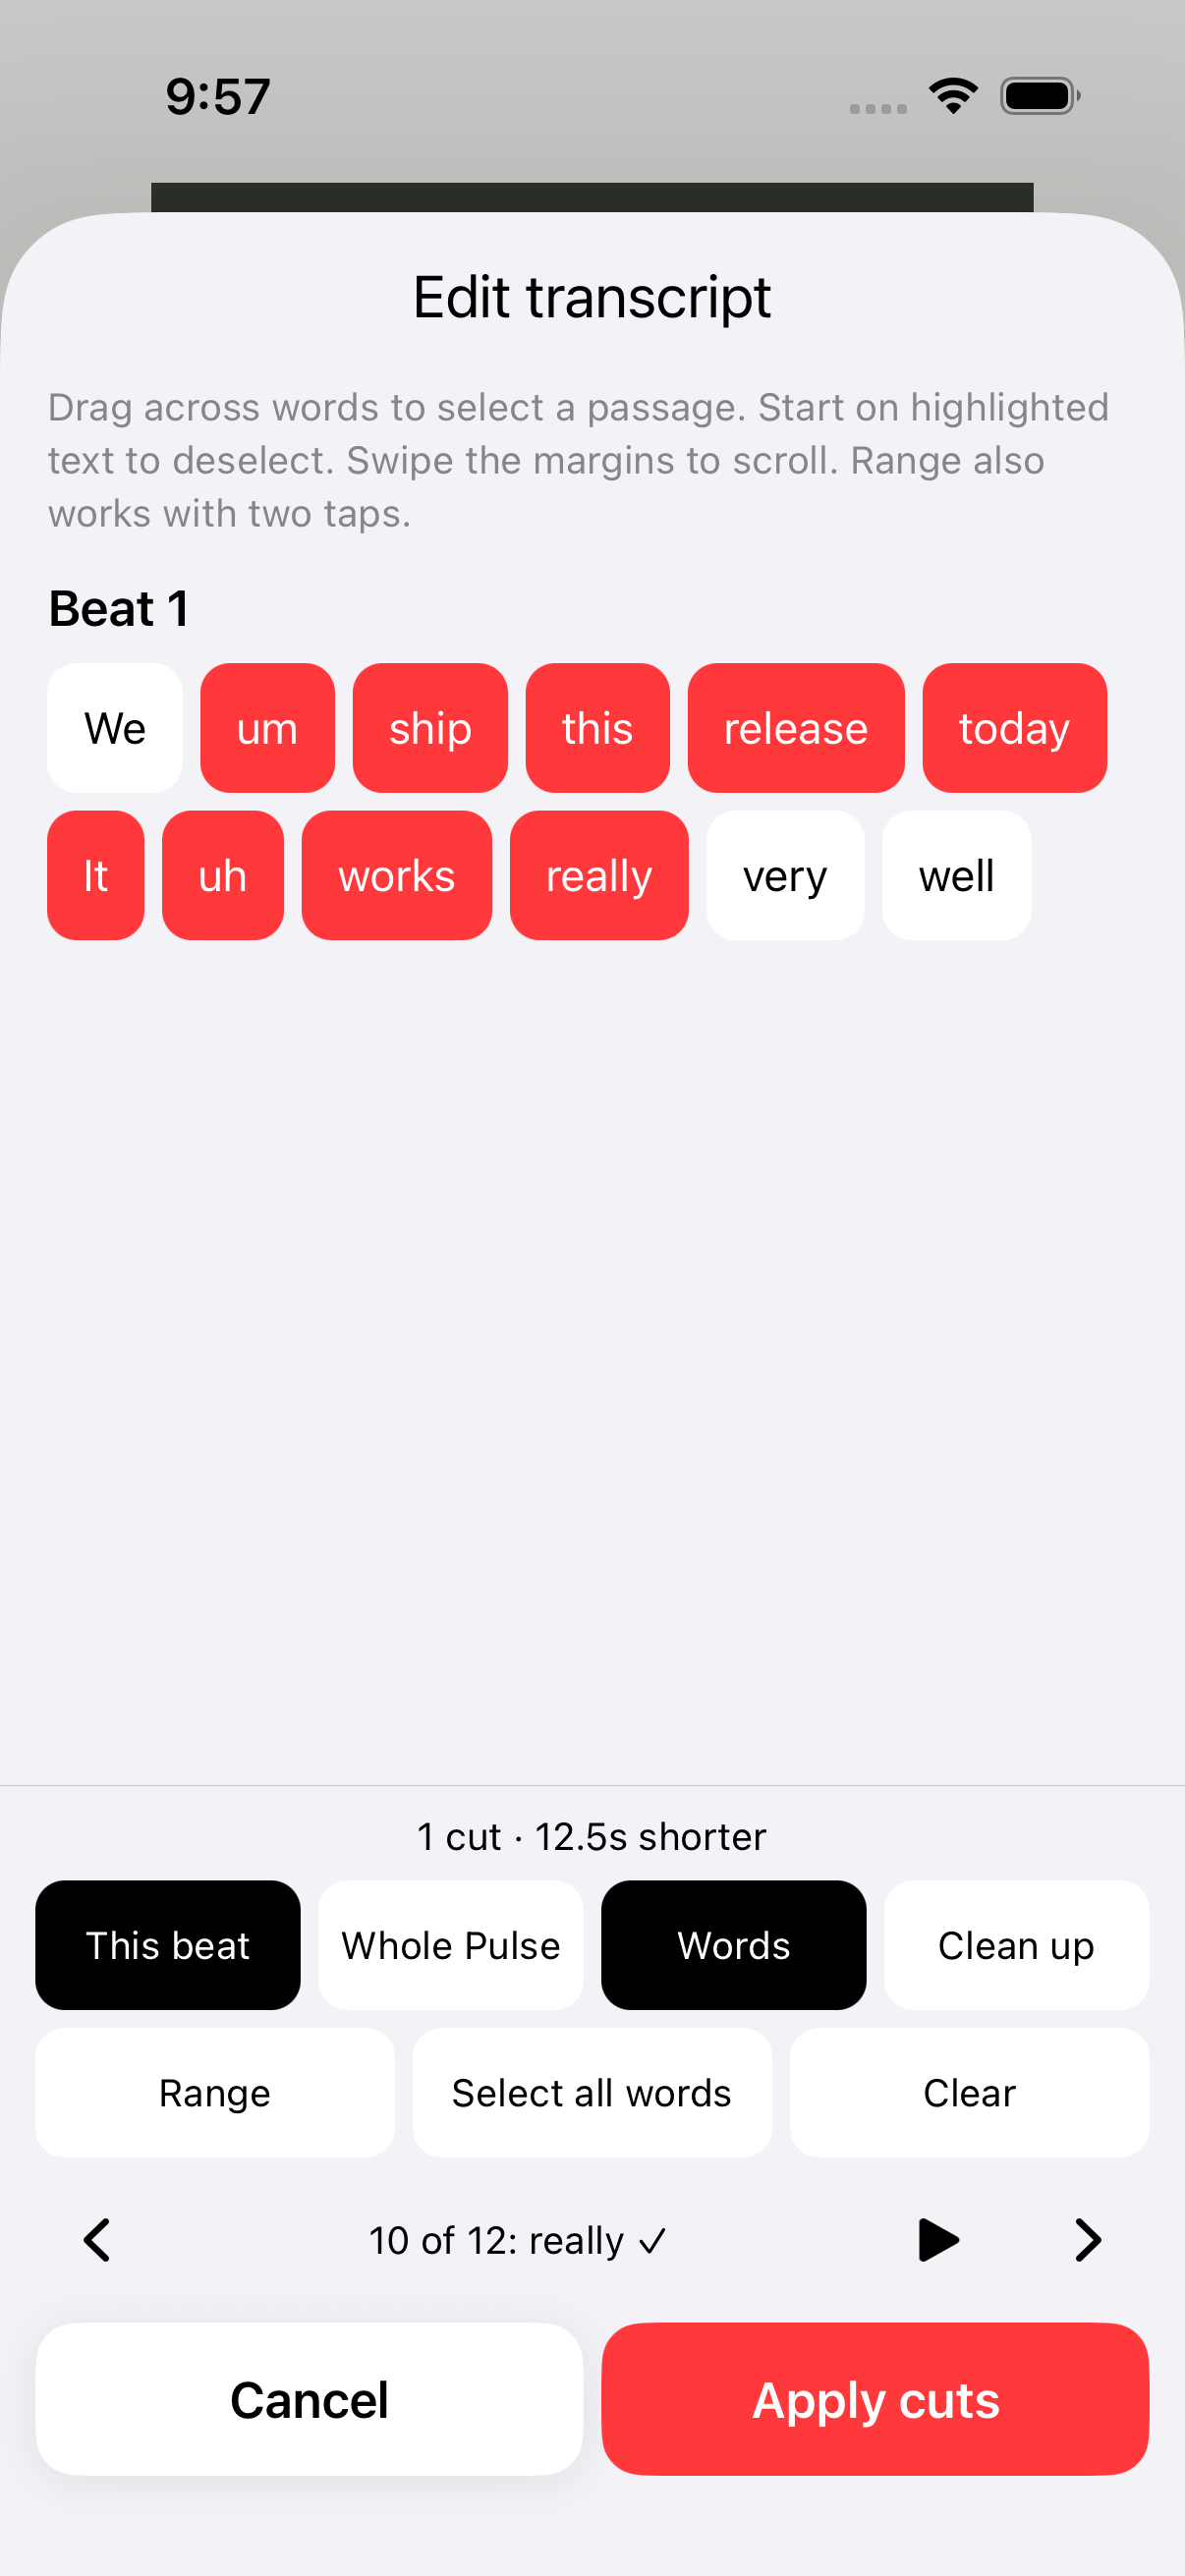 9:57
Edit transcript
Drag across words to select a passage. Start on highlighted
text to deselect. Swipe the margins to scroll. Range also
works with two taps.
Beat 1
We um ship this release today
It uh works really very well
1 cut · 12.5s shorter
This beat Whole Pulse Words Clean up
Range Select all words Clear
10 of 12: really ✓
Cancel Apply cuts